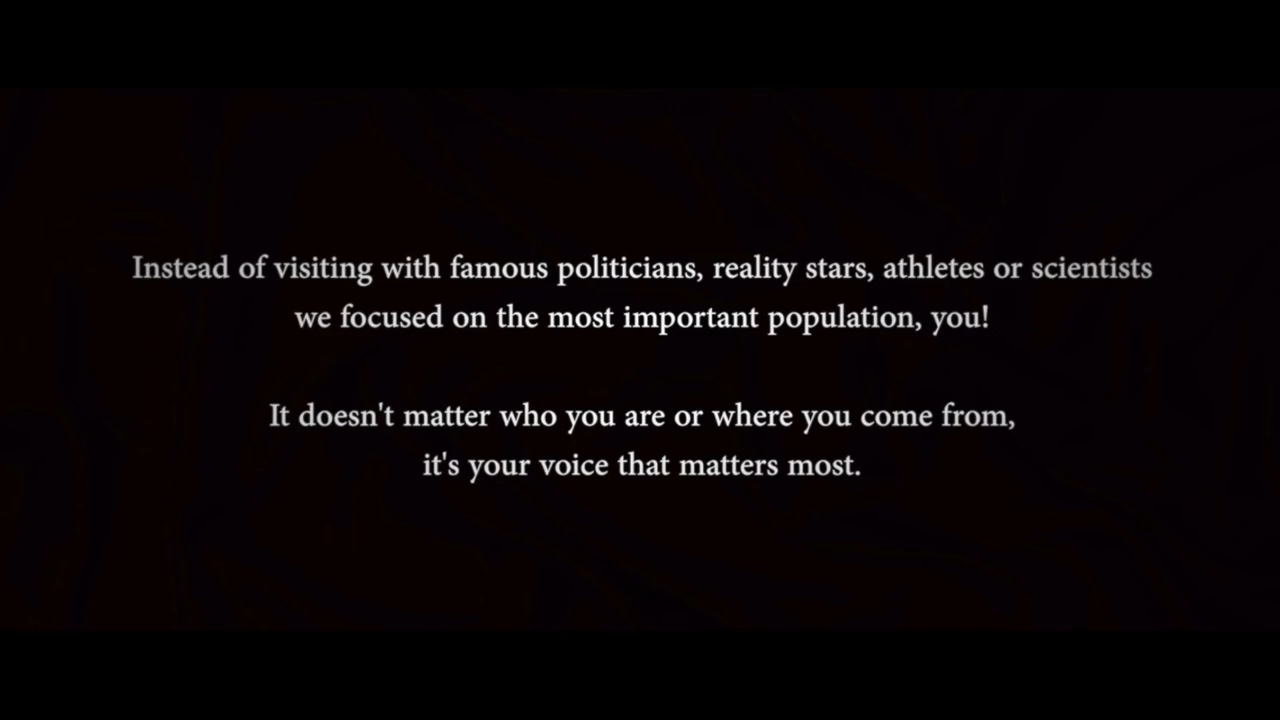 Instead of visiting with famous politicians, reality stars, athletes or scientists
we focused on the most important population, you!
It doesn't matter who you are or where you come from,
it's your voice that matters most.